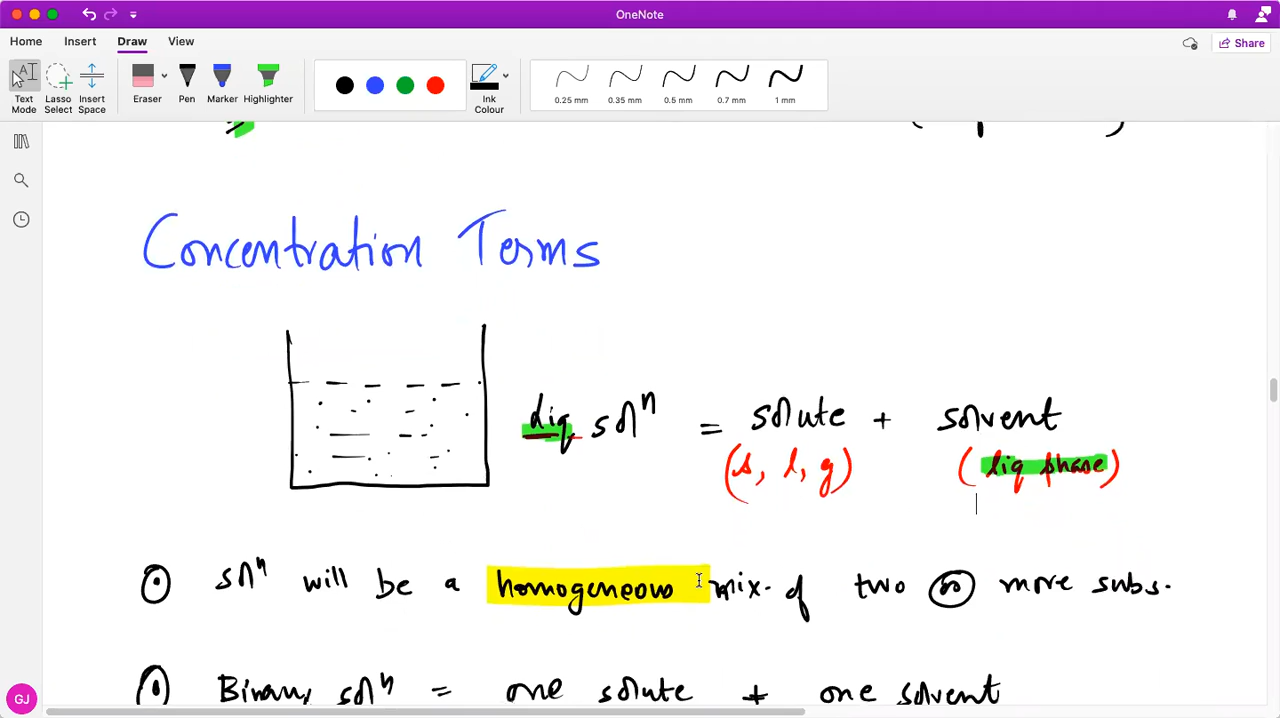 OneNote
Home Insert Draw View
Share
Text Mode
Lasso Select
Insert Space
Eraser
Pen
Marker
Highlighter
Ink Colour
0.25 mm
0.35 mm
0.5 mm
0.7 mm
1 mm
Concentration Terms
liq solⁿ = solute + solvent
(s, l, g) (liq phase)
solⁿ will be a homogeneous mix. of two or more subs.
Binary solⁿ = one solute + one solvent
GJ